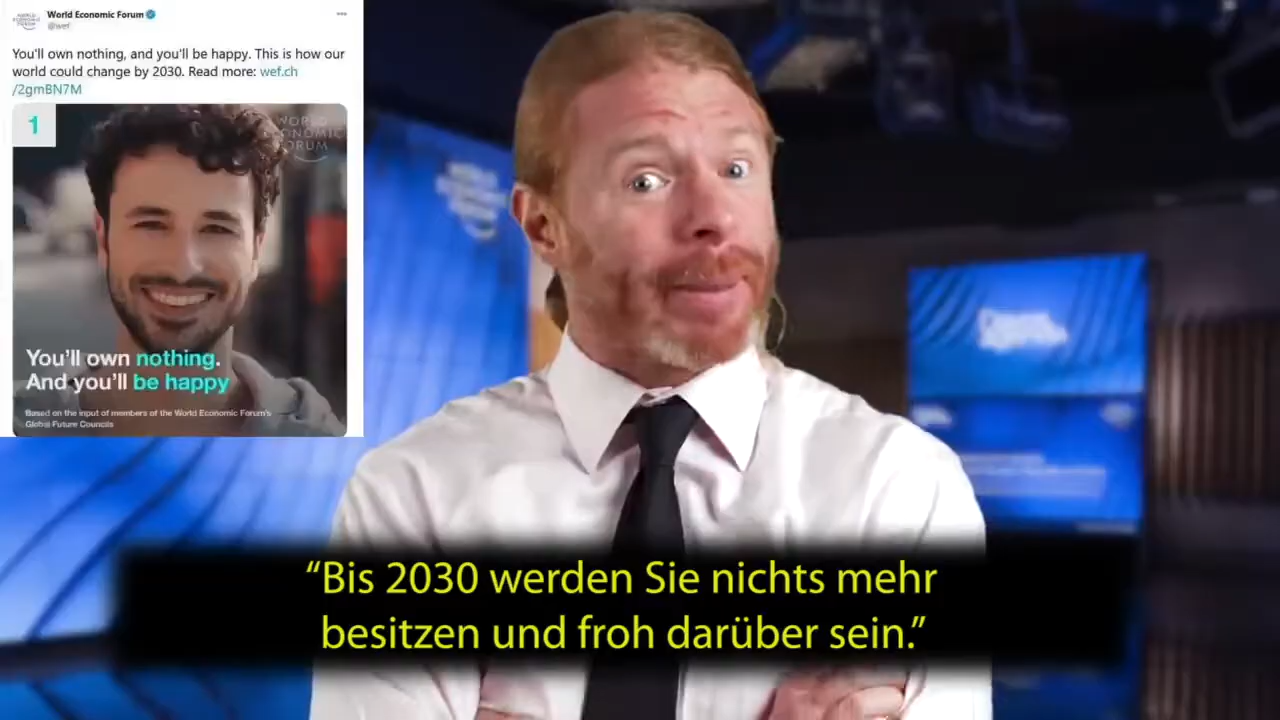 World Economic Forum
@wef
You'll own nothing, and you'll be happy. This is how our
world could change by 2030. Read more: wef.ch
/2gmBN7M
1
WORLD
ECONOMIC
FORUM
You'll own nothing.
And you'll be happy
Based on the input of members of the World Economic Forum's
Global Future Councils
“Bis 2030 werden Sie nichts mehr
besitzen und froh darüber sein.”